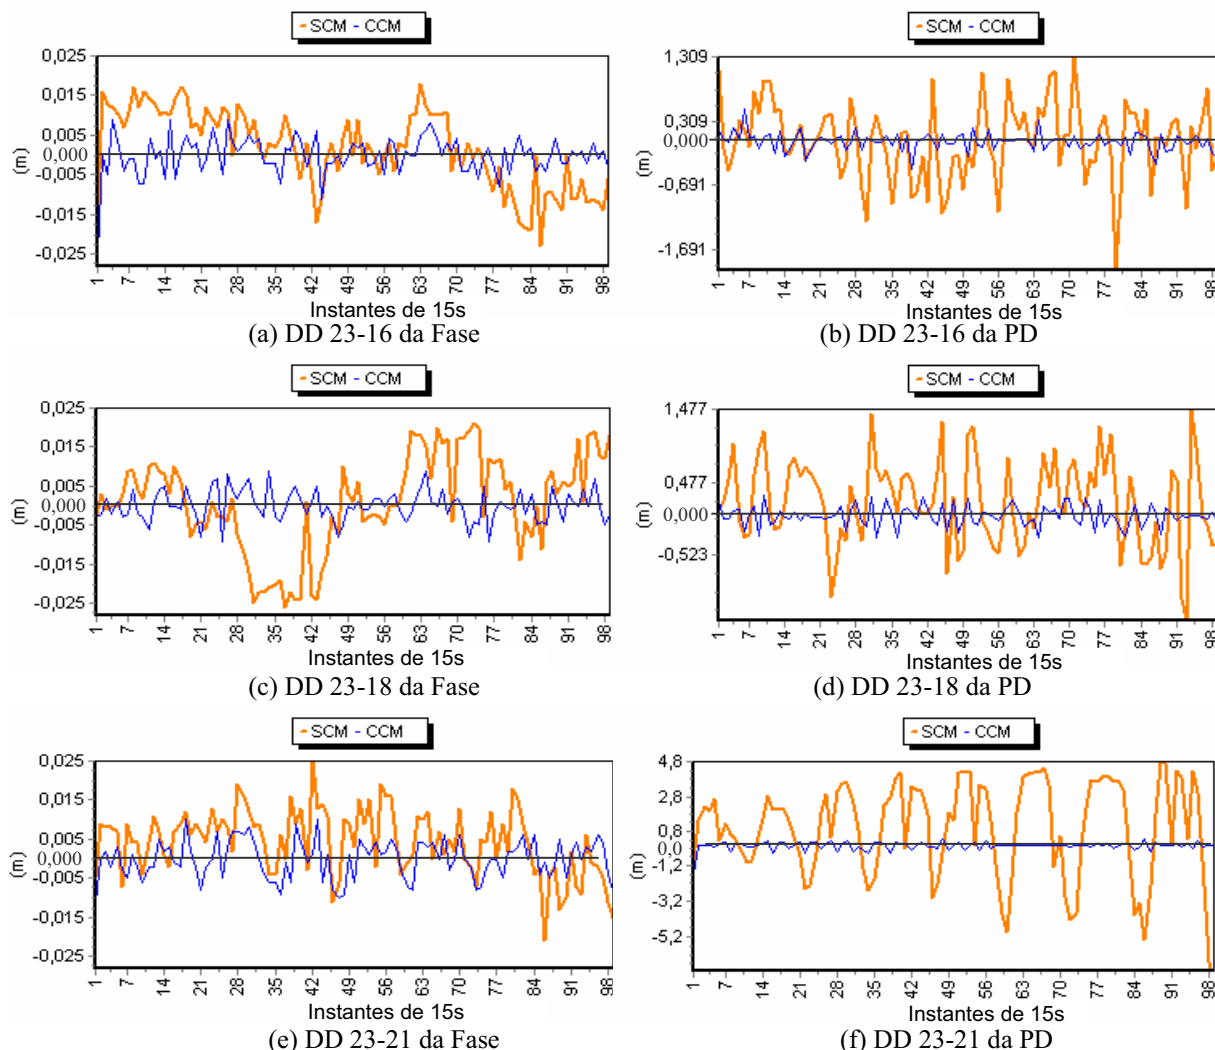 SCM CCM
0,025
0,015
0,005
0,000
-0,005
-0,015
-0,025
(m)
1 7 14 21 28 35 42 49 56 63 70 77 84 91 98
Instantes de 15s
(a) DD 23-16 da Fase
SCM CCM
1,309
0,309
0,000
-0,691
-1,691
(m)
1 7 14 21 28 35 42 49 56 63 70 77 84 91 98
Instantes de 15s
(b) DD 23-16 da PD
SCM CCM
0,025
0,015
0,005
0,000
-0,005
-0,015
-0,025
(m)
1 7 14 21 28 35 42 49 56 63 70 77 84 91 98
Instantes de 15s
(c) DD 23-18 da Fase
SCM CCM
1,477
0,477
0,000
-0,523
(m)
1 7 14 21 28 35 42 49 56 63 70 77 84 91 98
Instantes de 15s
(d) DD 23-18 da PD
SCM CCM
0,025
0,015
0,005
0,000
-0,005
-0,015
-0,025
(m)
1 7 14 21 28 35 42 49 56 63 70 77 84 91 98
Instantes de 15s
(e) DD 23-21 da Fase
SCM CCM
4,8
2,8
0,8
0,0
-1,2
-3,2
-5,2
(m)
1 7 14 21 28 35 42 49 56 63 70 77 84 91 98
Instantes de 15s
(f) DD 23-21 da PD